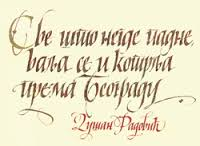 Све што негде падне,
ваља се и котрља
према Београду.
Душан Радовић